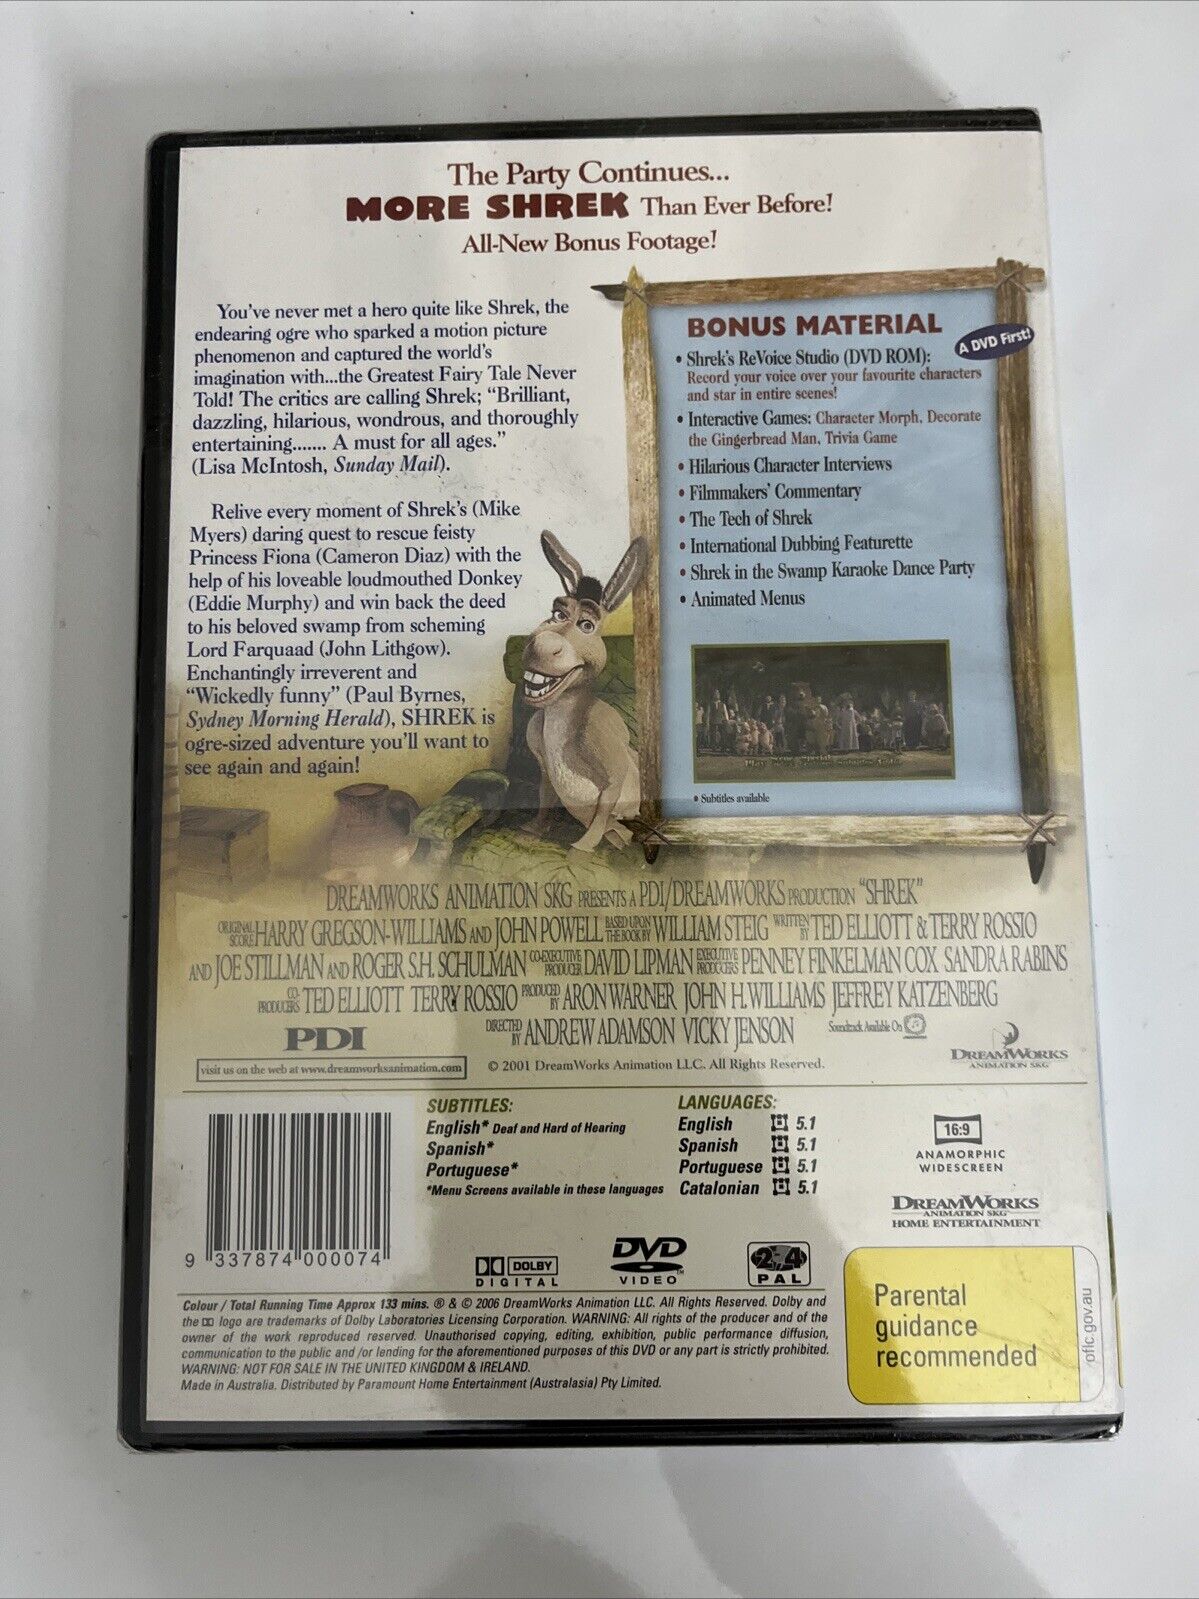 The Party Continues...
MORE SHREK Than Ever Before!
All-New Bonus Footage!
You've never met a hero quite like Shrek, the
endearing ogre who sparked a motion picture
phenomenon and captured the world's
imagination with...the Greatest Fairy Tale Never
Told! The critics are calling Shrek; “Brilliant,
dazzling, hilarious, wondrous, and thoroughly
entertaining....... A must for all ages.”
(Lisa McIntosh, Sunday Mail).
Relive every moment of Shrek's (Mike
Myers) daring quest to rescue feisty
Princess Fiona (Cameron Diaz) with the
help of his loveable loudmouthed Donkey
(Eddie Murphy) and win back the deed
to his beloved swamp from scheming
Lord Farquaad (John Lithgow).
Enchantingly irreverent and
“Wickedly funny” (Paul Byrnes,
Sydney Morning Herald), SHREK is
ogre-sized adventure you'll want to
see again and again!
BONUS MATERIAL
A DVD First!
• Shrek's ReVoice Studio (DVD ROM):
Record your voice over your favourite characters
and star in entire scenes!
• Interactive Games: Character Morph, Decorate
the Gingerbread Man, Trivia Game
• Hilarious Character Interviews
• Filmmakers' Commentary
• The Tech of Shrek
• International Dubbing Featurette
• Shrek in the Swamp Karaoke Dance Party
• Animated Menus
• Subtitles available
DREAMWORKS ANIMATION SKG PRESENTS A PDI/DREAMWORKS PRODUCTION “SHREK”
ORIGINAL SCORE HARRY GREGSON-WILLIAMS AND JOHN POWELL BASED UPON THE BOOK BY WILLIAM STEIG WRITTEN BY TED ELLIOTT & TERRY ROSSIO
AND JOE STILLMAN AND ROGER S.H. SCHULMAN CO-EXECUTIVE PRODUCER DAVID LIPMAN EXECUTIVE PRODUCERS PENNEY FINKELMAN COX SANDRA RABINS
CO-PRODUCERS TED ELLIOTT TERRY ROSSIO PRODUCED BY ARON WARNER JOHN H. WILLIAMS JEFFREY KATZENBERG
DIRECTED BY ANDREW ADAMSON VICKY JENSON Soundtrack Available On
PDI
DREAMWORKS
ANIMATION SKG
visit us on the web at www.dreamworksanimation.com
© 2001 DreamWorks Animation LLC. All Rights Reserved.
SUBTITLES:
English* Deaf and Hard of Hearing
Spanish*
Portuguese*
*Menu Screens available in these languages
LANGUAGES:
English 5.1
Spanish 5.1
Portuguese 5.1
Catalonian 5.1
16:9
ANAMORPHIC
WIDESCREEN
DREAMWORKS
ANIMATION SKG
HOME ENTERTAINMENT
9 337874 000074
DOLBY
DIGITAL
DVD
VIDEO™
2 4
PAL
Colour / Total Running Time Approx 133 mins. ® & © 2006 DreamWorks Animation LLC. All Rights Reserved. Dolby and
the DD logo are trademarks of Dolby Laboratories Licensing Corporation. WARNING: All rights of the producer and of the
owner of the work reproduced reserved. Unauthorised copying, editing, exhibition, public performance diffusion,
communication to the public and /or lending for the aforementioned purposes of this DVD or any part is strictly prohibited.
WARNING: NOT FOR SALE IN THE UNITED KINGDOM & IRELAND.
Made in Australia. Distributed by Paramount Home Entertainment (Australasia) Pty Limited.
Parental
guidance
recommended
oflc.gov.au